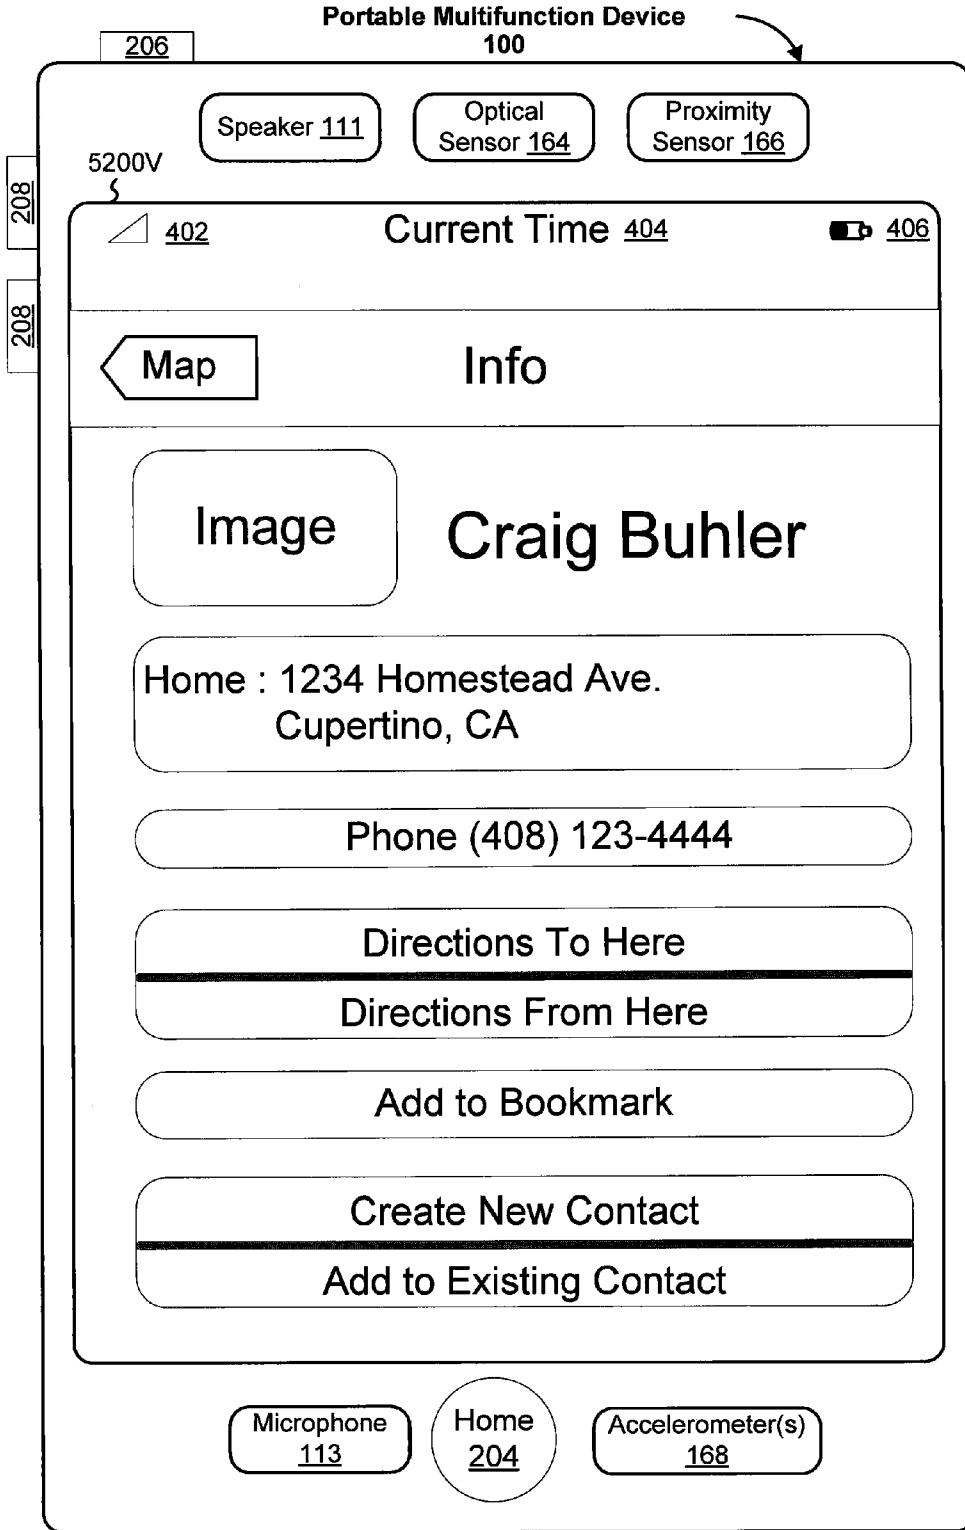 Portable Multifunction Device
100
206
Speaker 111
Optical
Sensor 164
Proximity
Sensor 166
5200V
208
208
402
Current Time 404
406
Map
Info
Image
Craig Buhler
Home : 1234 Homestead Ave.
Cupertino, CA
Phone (408) 123-4444
Directions To Here
Directions From Here
Add to Bookmark
Create New Contact
Add to Existing Contact
Microphone
113
Home
204
Accelerometer(s)
168